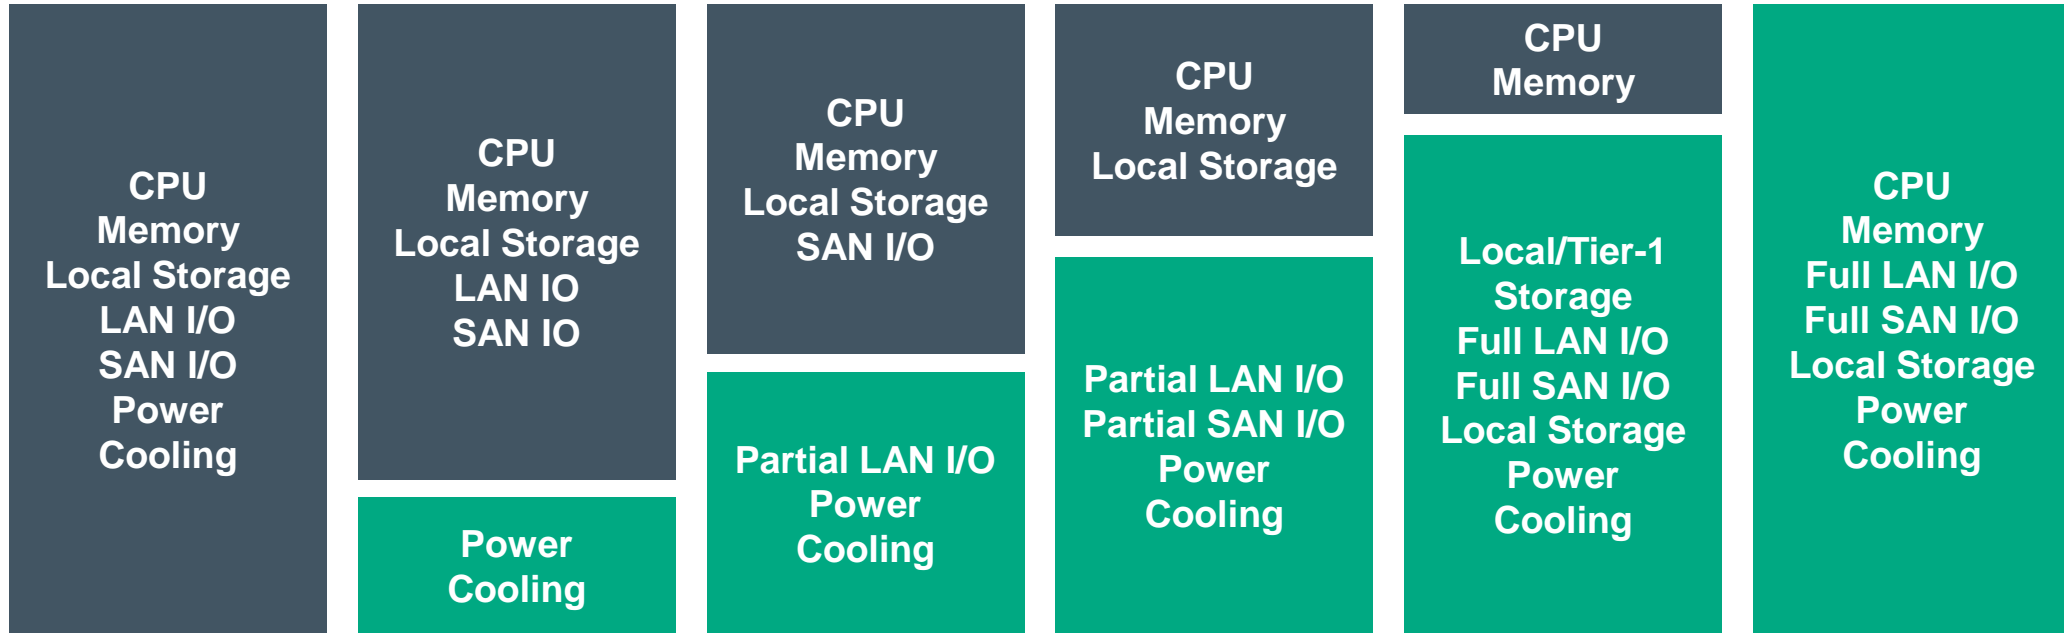 CPU
Memory
Local Storage
LAN I/O
SAN I/O
Power
Cooling
CPU
Memory
Local Storage
LAN IO
SAN IO
Power
Cooling
CPU
Memory
Local Storage
SAN I/O
Partial LAN I/O
Power
Cooling
CPU
Memory
Local Storage
Partial LAN I/O
Partial SAN I/O
Power
Cooling
CPU
Memory
Local/Tier-1
Storage
Full LAN I/O
Full SAN I/O
Local Storage
Power
Cooling
CPU
Memory
Full LAN I/O
Full SAN I/O
Local Storage
Power
Cooling